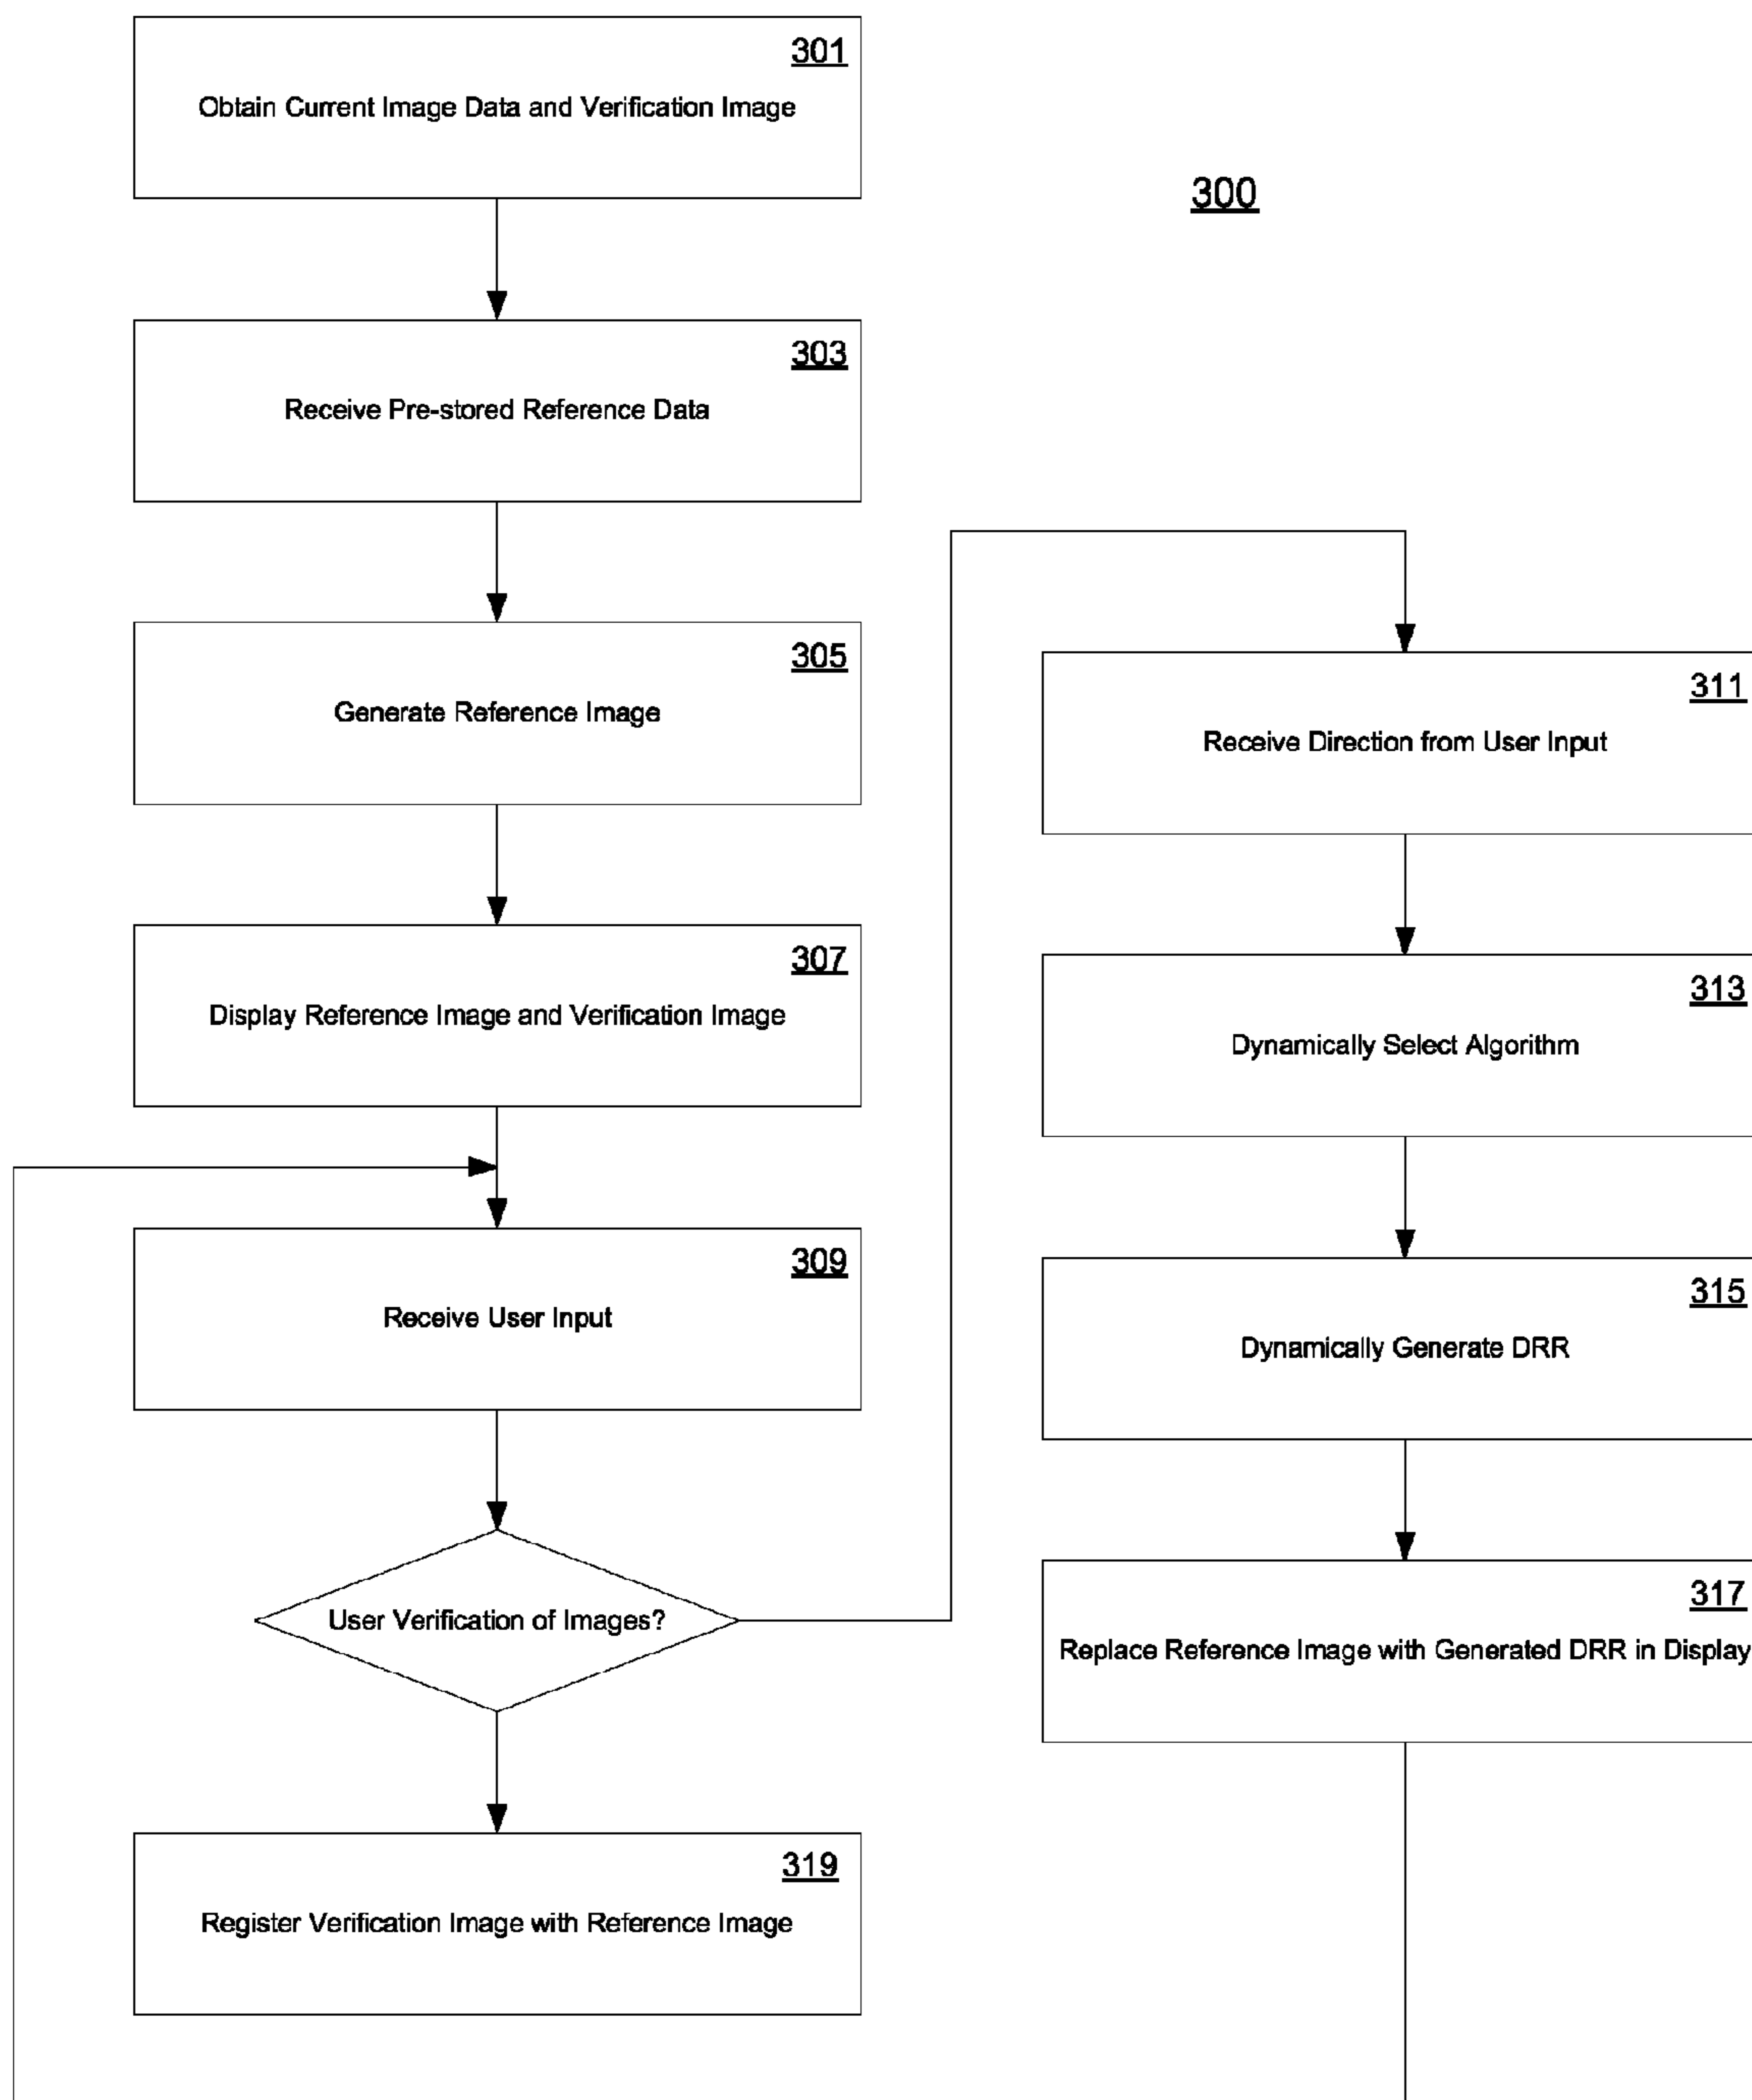 301
Obtain Current Image Data and Verification Image
300
303
Receive Pre-stored Reference Data
305
Generate Reference Image
307
Display Reference Image and Verification Image
309
Receive User Input
User Verification of Images?
311
Receive Direction from User Input
313
Dynamically Select Algorithm
315
Dynamically Generate DRR
317
Replace Reference Image with Generated DRR in Display
319
Register Verification Image with Reference Image